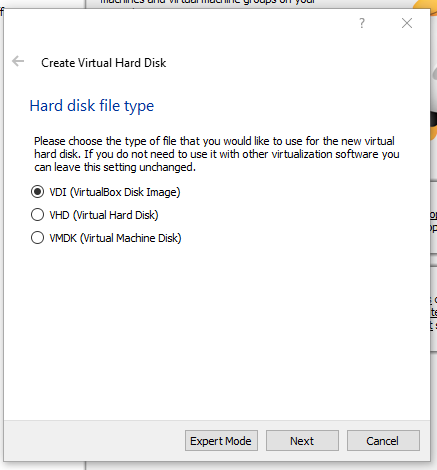 machines and virtual machine groups on your
?
Create Virtual Hard Disk
Hard disk file type
Please choose the type of file that you would like to use for the new virtual
hard disk. If you do not need to use it with other virtualization software you
can leave this setting unchanged.
VDI (VirtualBox Disk Image)
VHD (Virtual Hard Disk)
VMDK (Virtual Machine Disk)
Expert Mode
Next
Cancel